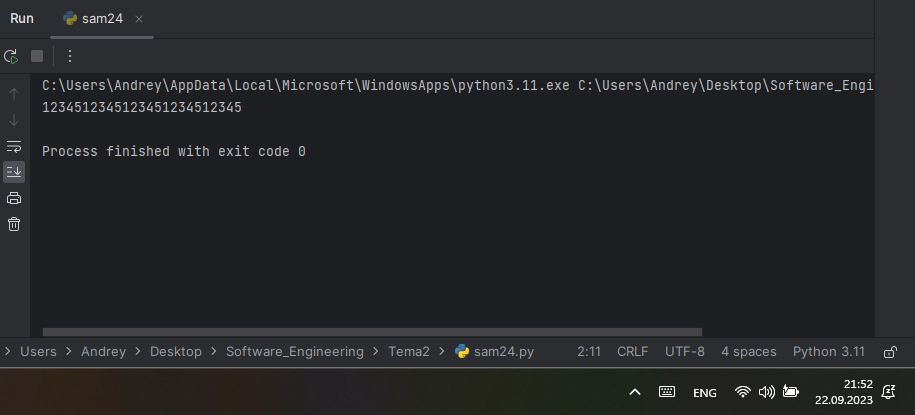 Run sam24
C:\Users\Andrey\AppData\Local\Microsoft\WindowsApps\python3.11.exe C:\Users\Andrey\Desktop\Software_Engi
1234512345123451234512345
Process finished with exit code 0
Users Andrey Desktop Software_Engineering Tema2 sam24.py 2:11 CRLF UTF-8 4 spaces Python 3.11
ENG 21:52
22.09.2023